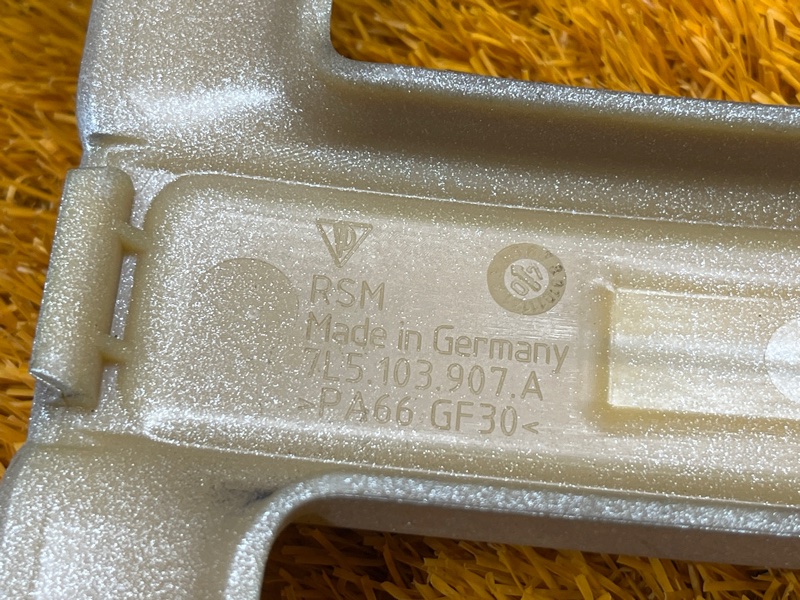 RSM
Made in Germany
7L5.103.907.A
>PA66 GF30<